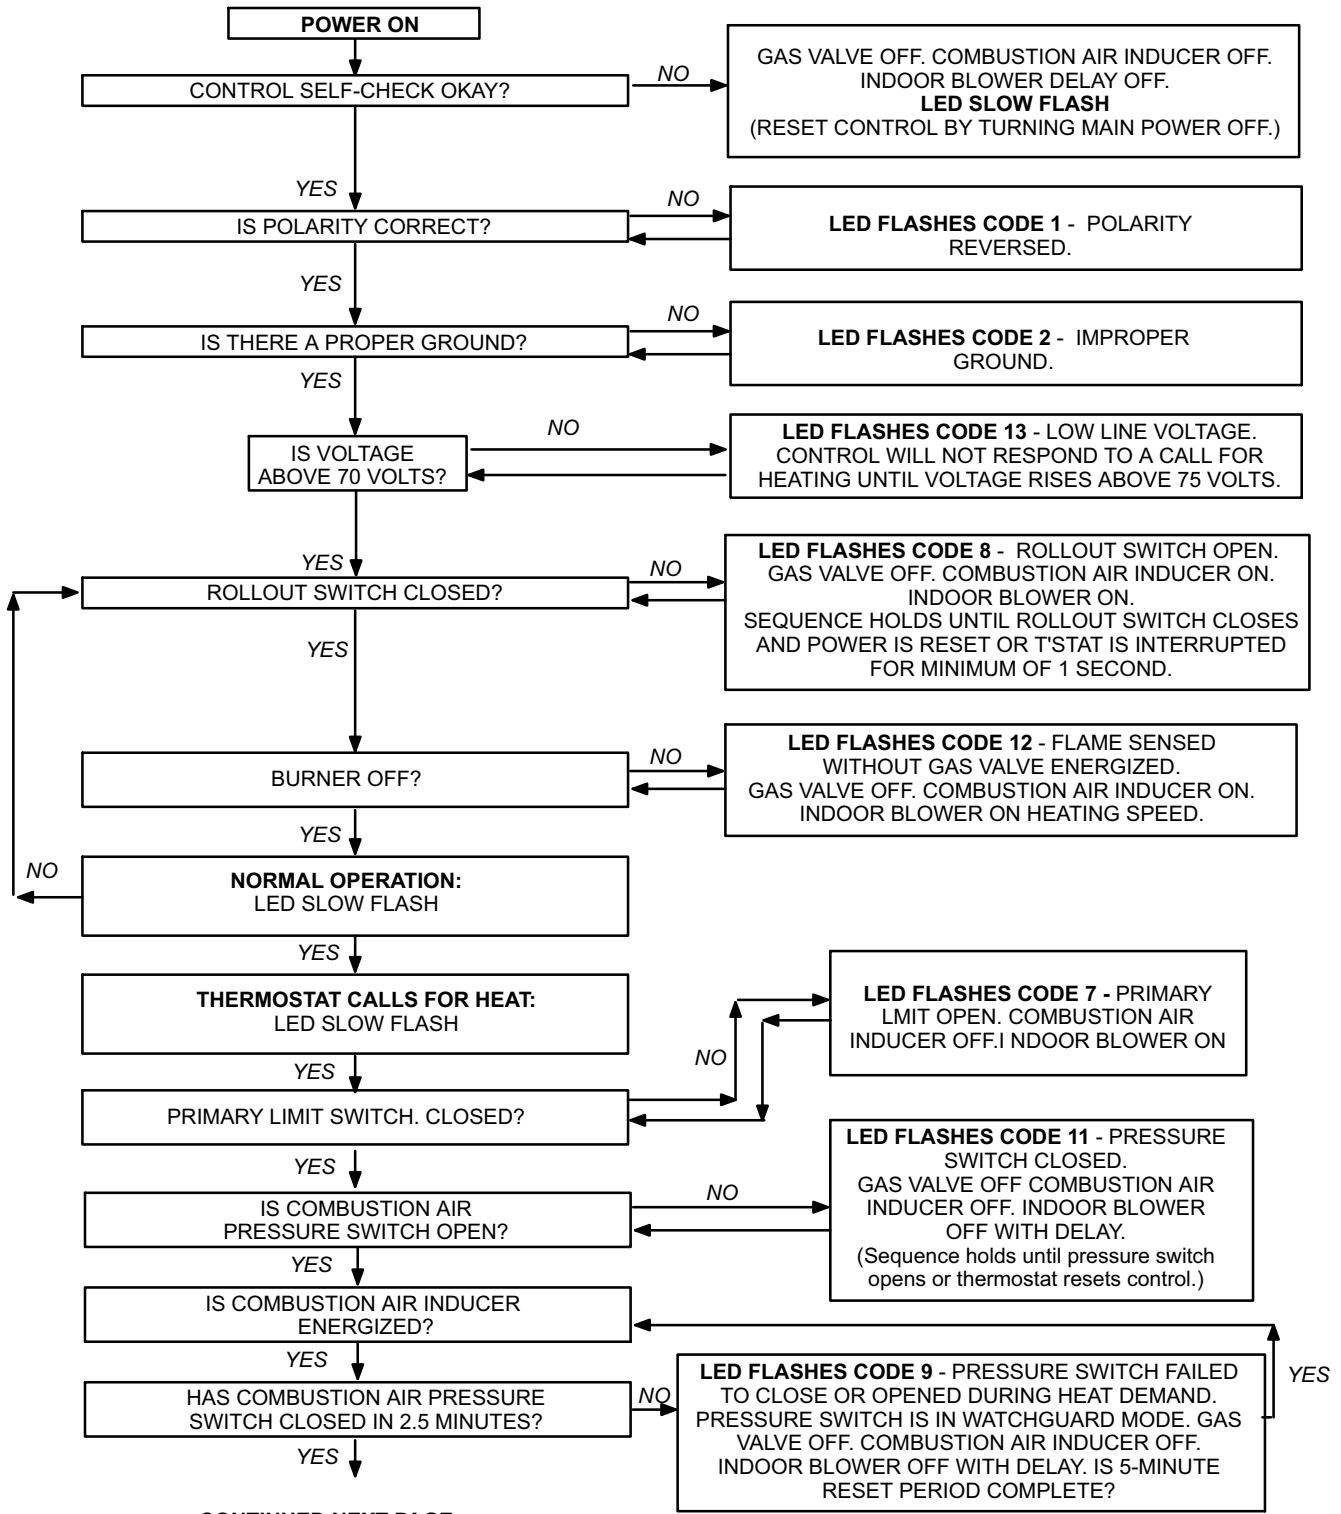 POWER ON
CONTROL SELF-CHECK OKAY?
NO
GAS VALVE OFF. COMBUSTION AIR INDUCER OFF.
INDOOR BLOWER DELAY OFF.
LED SLOW FLASH
(RESET CONTROL BY TURNING MAIN POWER OFF.)
YES
IS POLARITY CORRECT?
NO
LED FLASHES CODE 1 - POLARITY
REVERSED.
YES
IS THERE A PROPER GROUND?
NO
LED FLASHES CODE 2 - IMPROPER
GROUND.
YES
IS VOLTAGE
ABOVE 70 VOLTS?
NO
LED FLASHES CODE 13 - LOW LINE VOLTAGE.
CONTROL WILL NOT RESPOND TO A CALL FOR
HEATING UNTIL VOLTAGE RISES ABOVE 75 VOLTS.
YES
ROLLOUT SWITCH CLOSED?
NO
LED FLASHES CODE 8 - ROLLOUT SWITCH OPEN.
GAS VALVE OFF. COMBUSTION AIR INDUCER ON.
INDOOR BLOWER ON.
SEQUENCE HOLDS UNTIL ROLLOUT SWITCH CLOSES
AND POWER IS RESET OR T'STAT IS INTERRUPTED
FOR MINIMUM OF 1 SECOND.
YES
BURNER OFF?
NO
LED FLASHES CODE 12 - FLAME SENSED
WITHOUT GAS VALVE ENERGIZED.
GAS VALVE OFF. COMBUSTION AIR INDUCER ON.
INDOOR BLOWER ON HEATING SPEED.
YES
NO
NORMAL OPERATION:
LED SLOW FLASH
YES
THERMOSTAT CALLS FOR HEAT:
LED SLOW FLASH
LED FLASHES CODE 7 - PRIMARY
LMIT OPEN. COMBUSTION AIR
INDUCER OFF.I NDOOR BLOWER ON
NO
YES
PRIMARY LIMIT SWITCH. CLOSED?
YES
IS COMBUSTION AIR
PRESSURE SWITCH OPEN?
NO
LED FLASHES CODE 11 - PRESSURE
SWITCH CLOSED.
GAS VALVE OFF COMBUSTION AIR
INDUCER OFF. INDOOR BLOWER
OFF WITH DELAY.
(Sequence holds until pressure switch
opens or thermostat resets control.)
YES
IS COMBUSTION AIR INDUCER
ENERGIZED?
YES
HAS COMBUSTION AIR PRESSURE
SWITCH CLOSED IN 2.5 MINUTES?
NO
LED FLASHES CODE 9 - PRESSURE SWITCH FAILED
TO CLOSE OR OPENED DURING HEAT DEMAND.
PRESSURE SWITCH IS IN WATCHGUARD MODE. GAS
VALVE OFF. COMBUSTION AIR INDUCER OFF.
INDOOR BLOWER OFF WITH DELAY. IS 5-MINUTE
RESET PERIOD COMPLETE?
YES
YES
CONTINUED NEXT PAGE